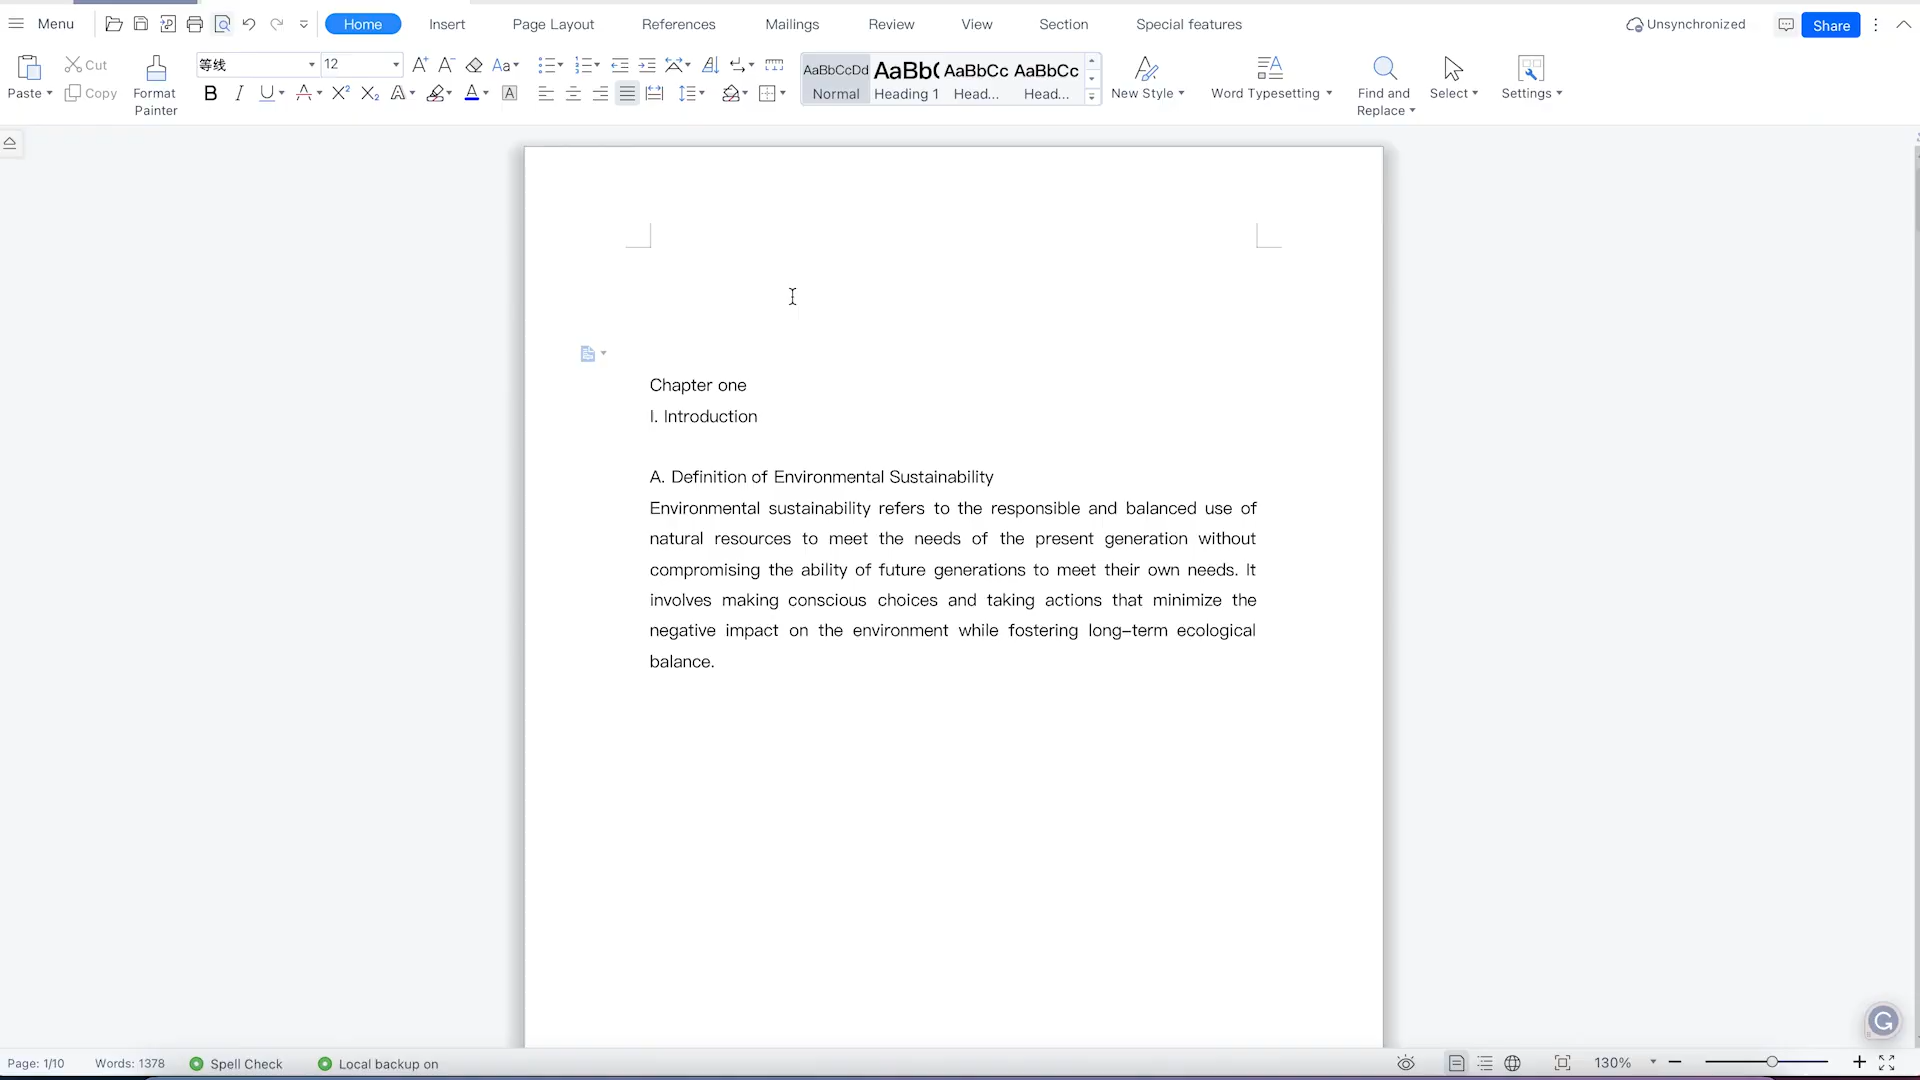 Menu
Home
Insert
Page Layout
References
Mailings
Review
View
Section
Special features
Unsynchronized
Share
Paste
Cut
Copy
Format Painter
等线
12
AaBbCcDd
AaBb(
AaBbCc
AaBbCc
Normal
Heading 1
Head...
Head...
New Style
Word Typesetting
Find and Replace
Select
Settings
Chapter one
I. Introduction
A. Definition of Environmental Sustainability
Environmental sustainability refers to the responsible and balanced use of
natural resources to meet the needs of the present generation without
compromising the ability of future generations to meet their own needs. It
involves making conscious choices and taking actions that minimize the
negative impact on the environment while fostering long–term ecological
balance.
Page: 1/10
Words: 1378
Spell Check
Local backup on
130%